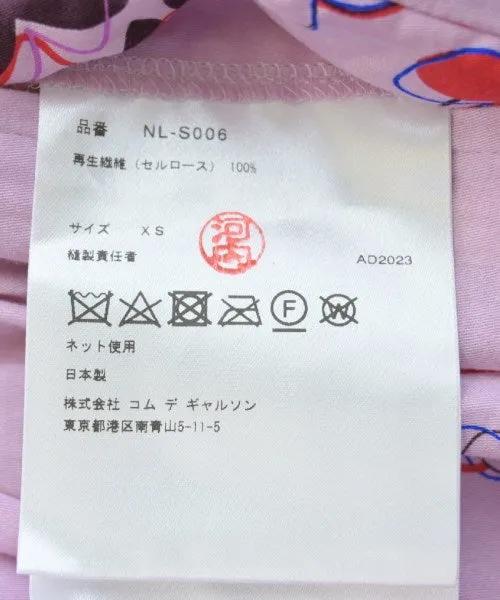 品番 NL-S006
再生繊維（セルロース） 100%
サイズ XS
河内
縫製責任者 AD2023
F W
ネット使用
日本製
株式会社 コム デ ギャルソン
東京都港区南青山5-11-5